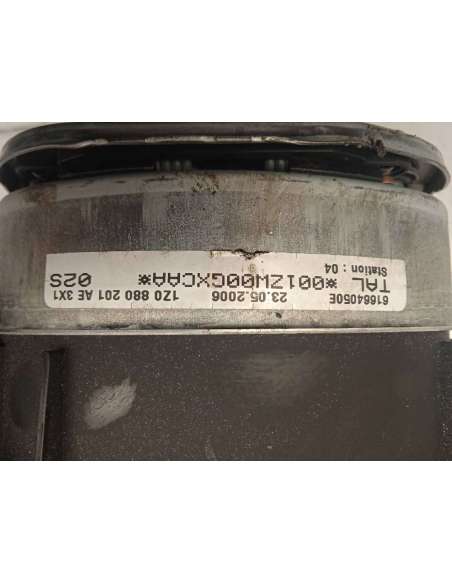 61664050E 23.05.2006 1Z0 880 201 AE 3X1
TAL *001ZW00GXCAA* 02S
Station : 04